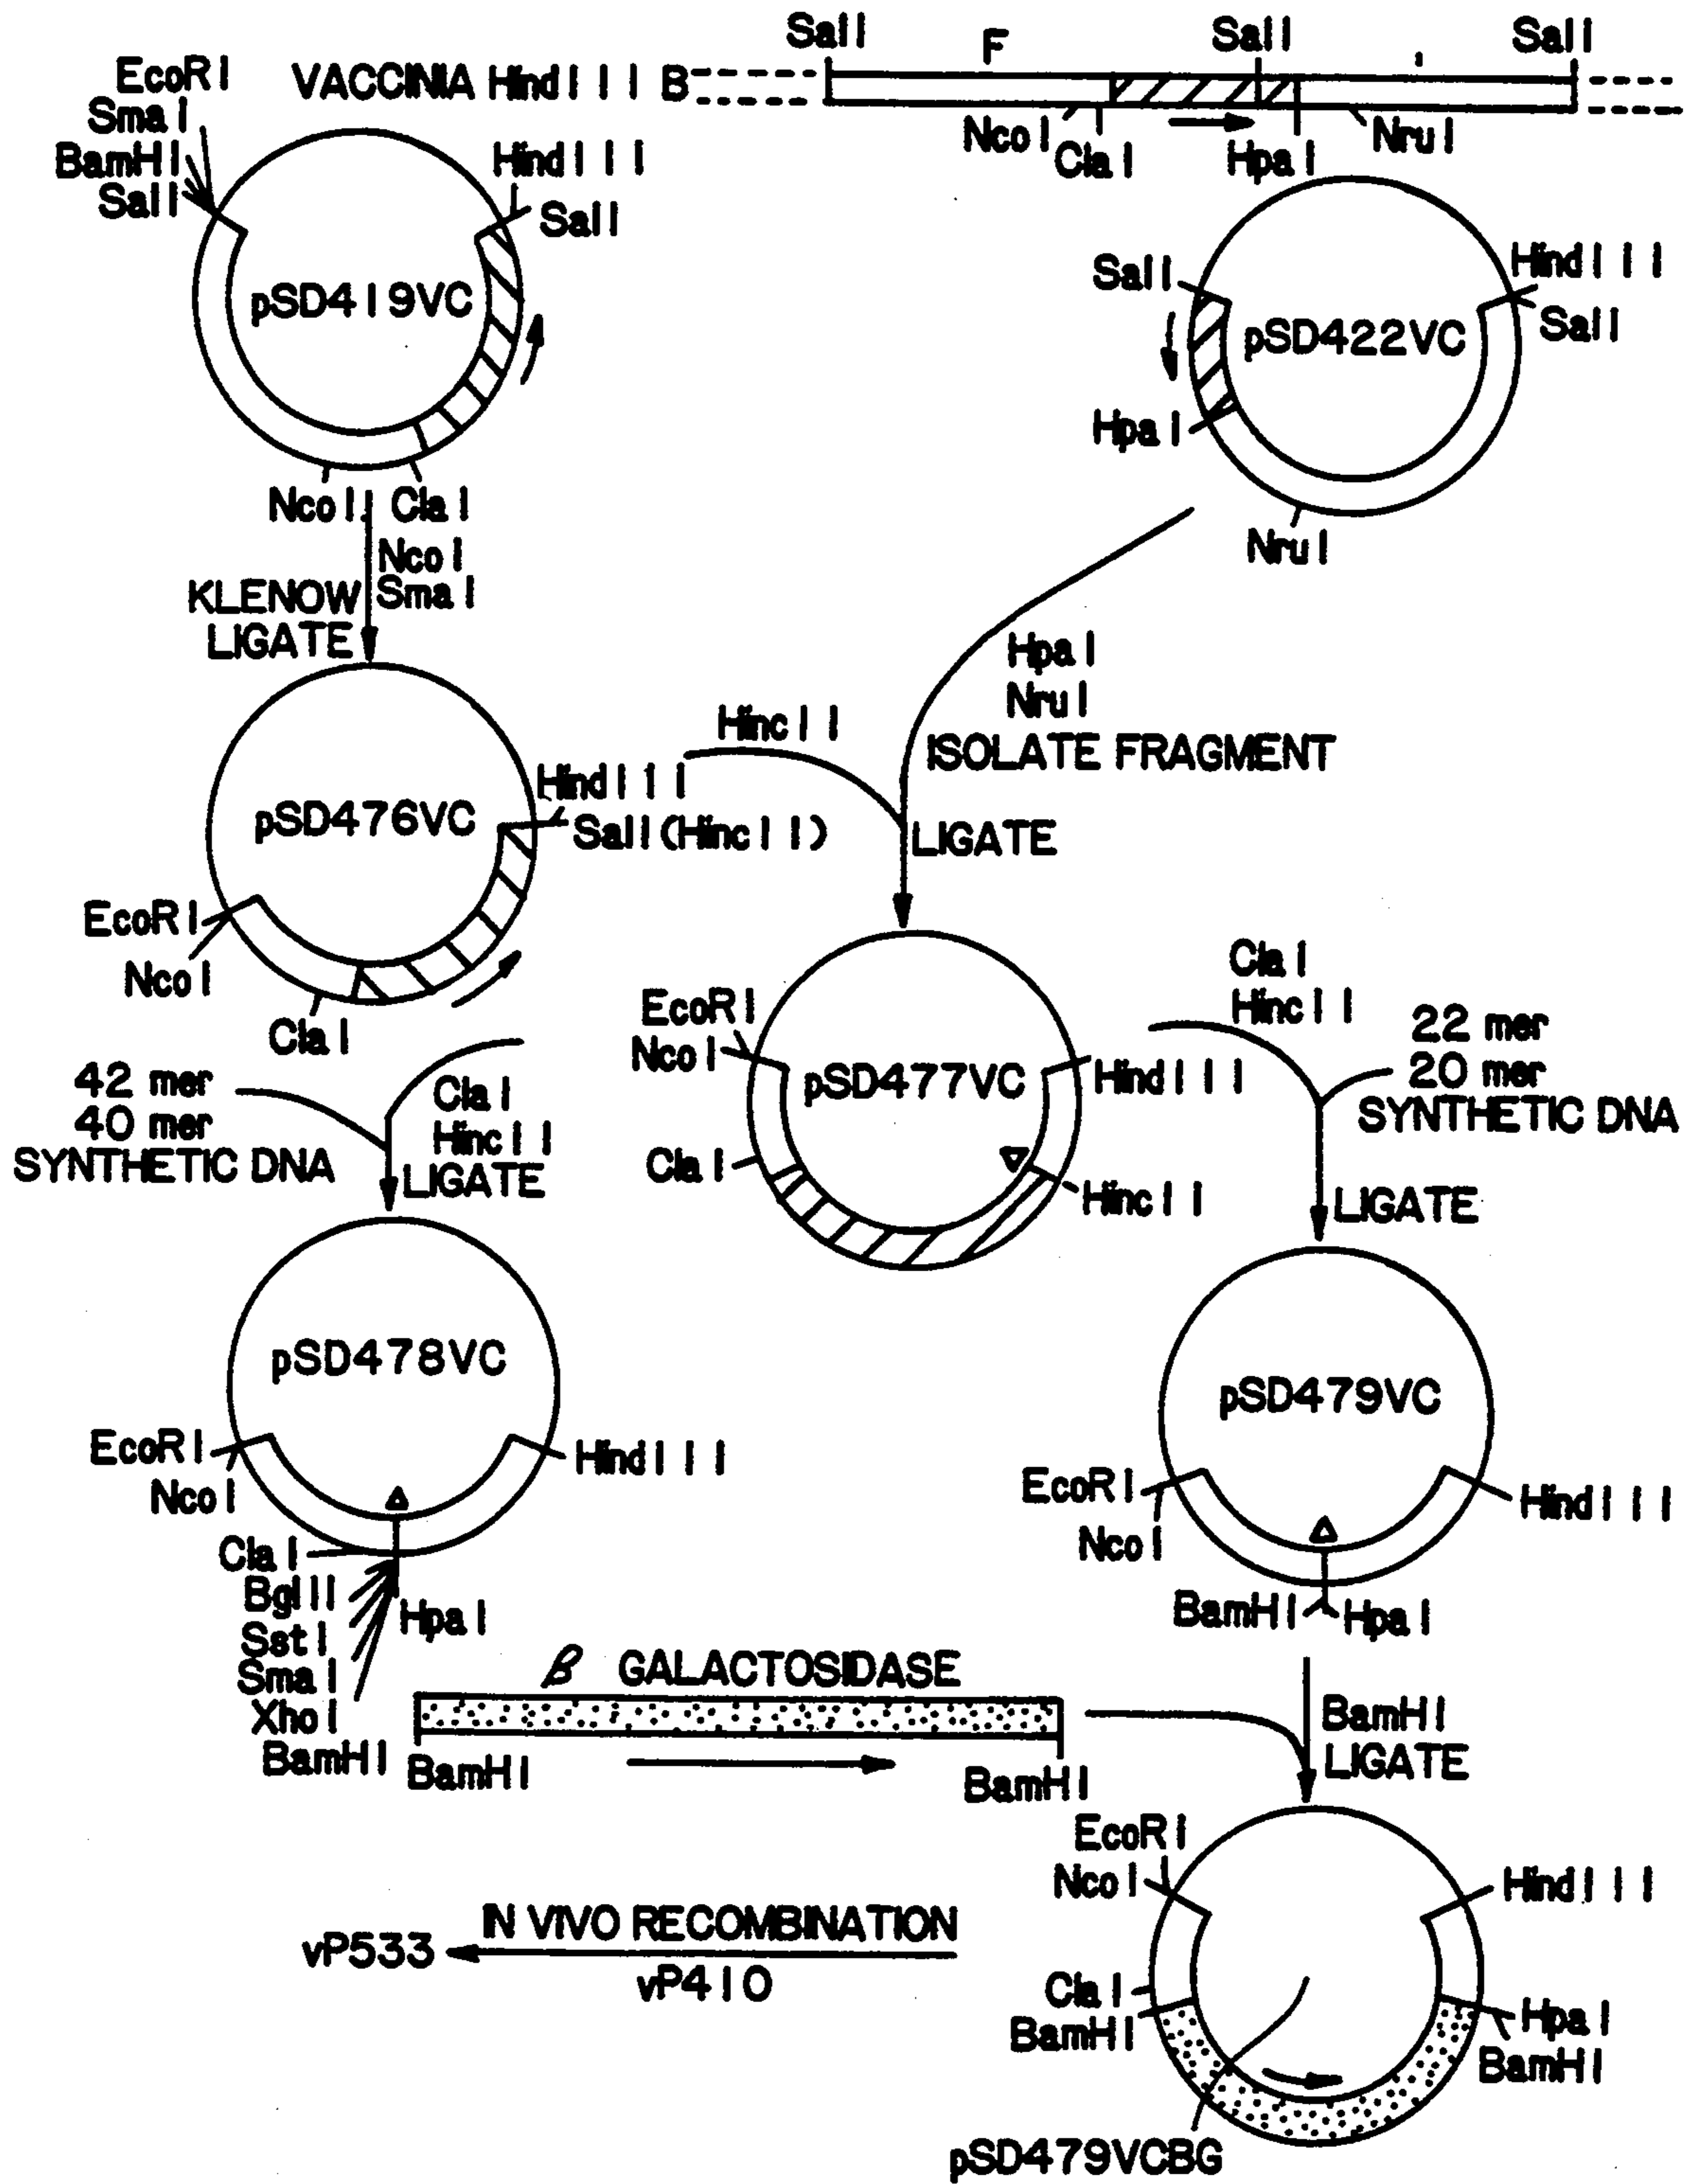 SalI F SalI SalI
VACCINIA HindIII B
NcoI ClaI HpaI NruI
EcoRI
SmaI
BamHI
SalI
HindIII
SalI
pSD419VC
NcoI ClaI
SalI
HindIII
SalI
pSD422VC
HpaI
NruI
NcoI
SmaI
KLENOW
LIGATE
HpaI
NruI
ISOLATE FRAGMENT
HincII
LIGATE
pSD476VC
HindIII
SalI(HincII)
EcoRI
NcoI
ClaI
42 mer
40 mer
SYNTHETIC DNA
ClaI
HincII
LIGATE
EcoRI
NcoI
pSD477VC
HindIII
ClaI
HincII
ClaI
HincII
22 mer
20 mer
SYNTHETIC DNA
LIGATE
pSD478VC
EcoRI
NcoI
HindIII
ClaI
BglII
SstI
SmaI
XhoI
BamHI
HpaI
pSD479VC
EcoRI
NcoI
HindIII
BamHI HpaI
β GALACTOSIDASE
BamHI BamHI
BamHI
LIGATE
EcoRI
NcoI
HindIII
ClaI
BamHI
HpaI
BamHI
pSD479VCBG
IN VIVO RECOMBINATION
vP533
vP410